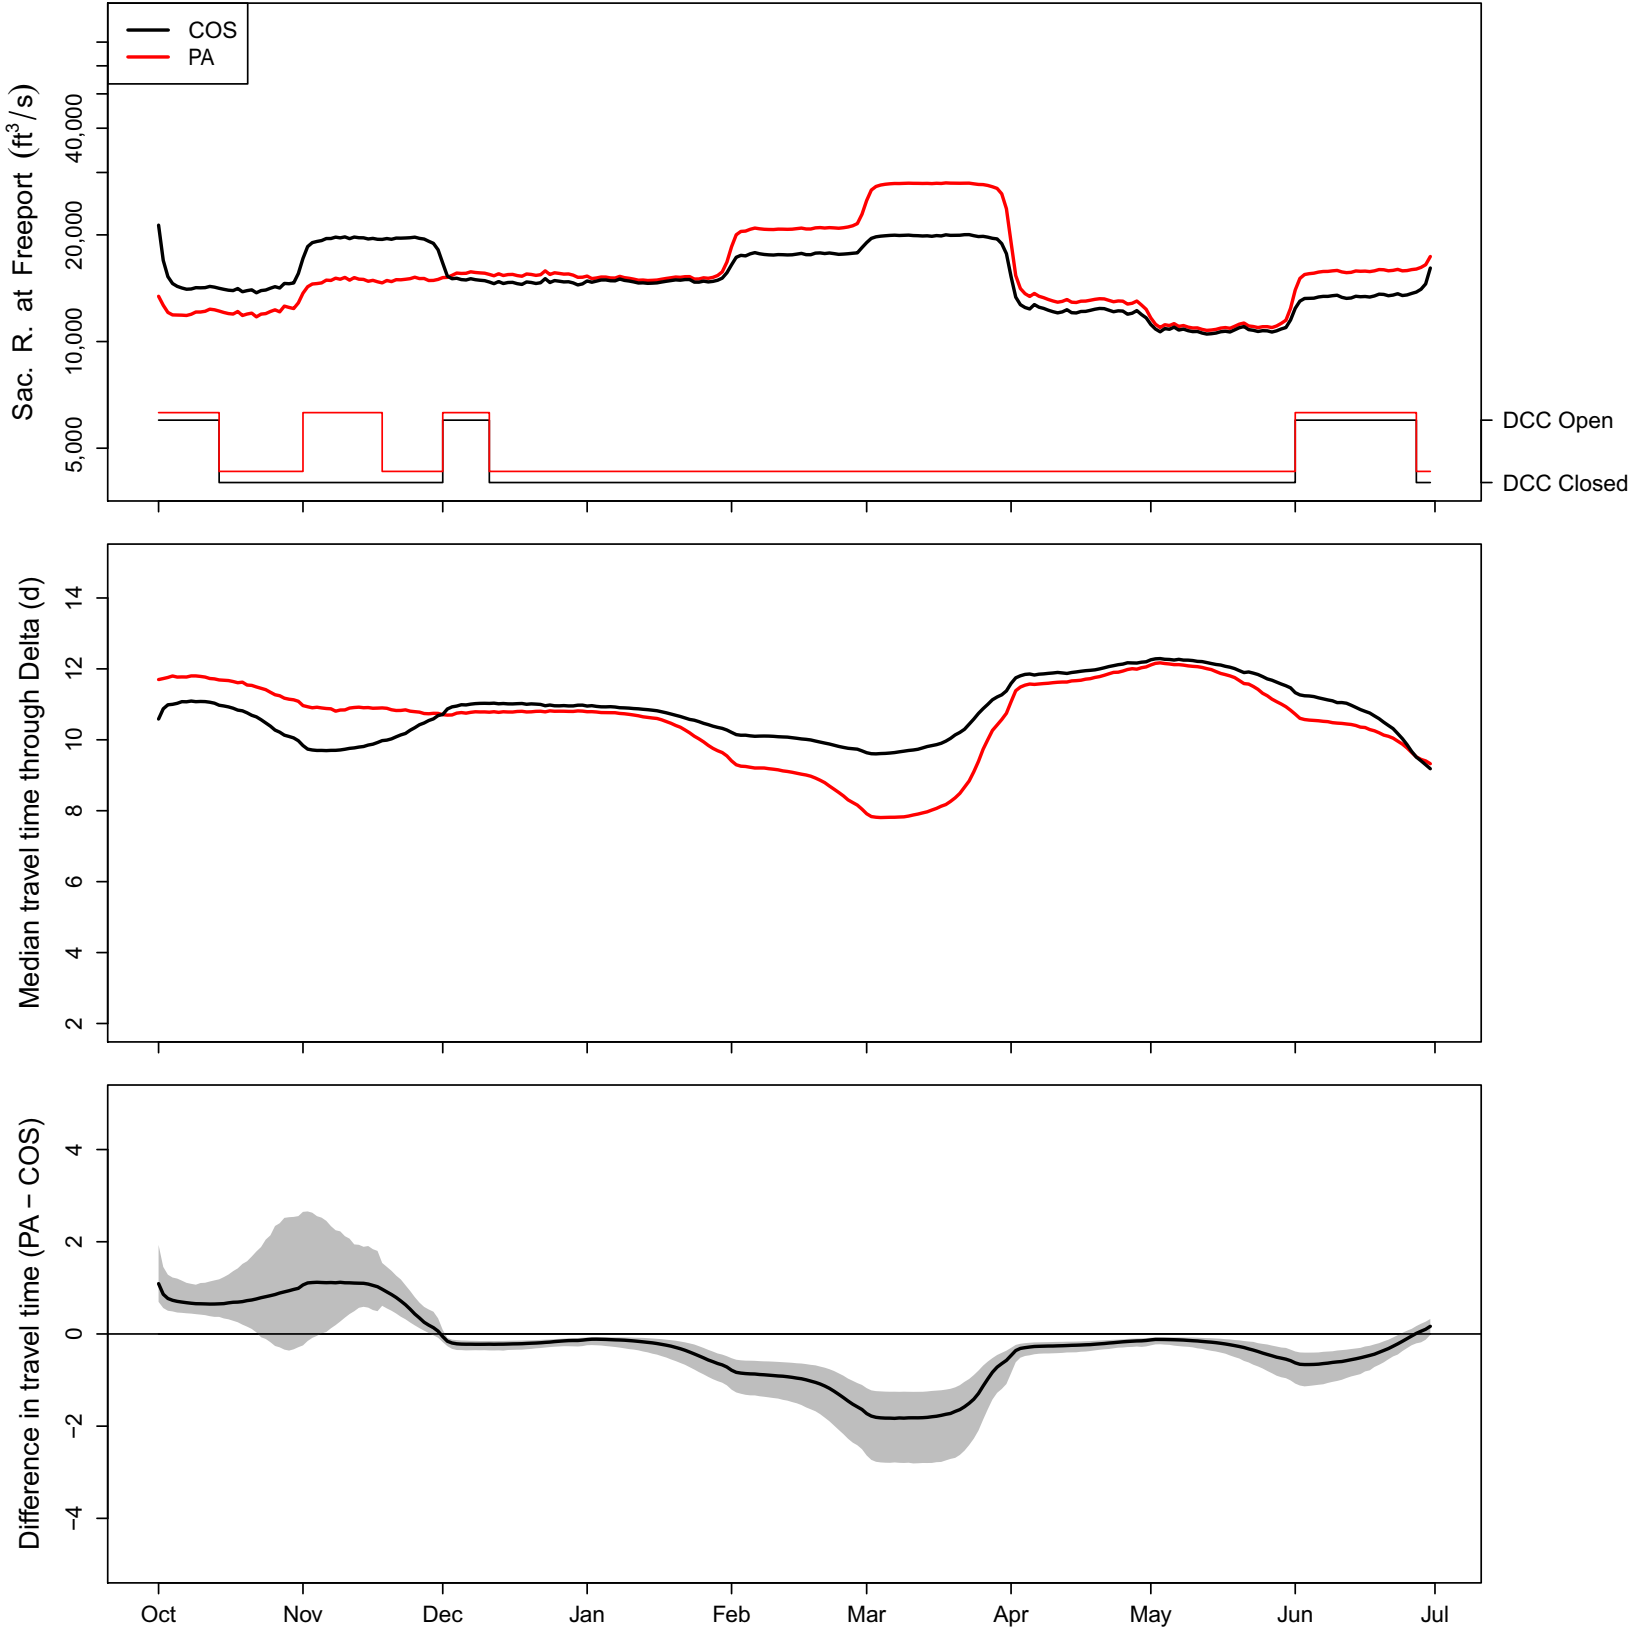 COS
PA
Sac. R. at Freeport (ft³/s)
40,000
20,000
10,000
5,000
DCC Open
DCC Closed
Median travel time through Delta (d)
14
12
10
8
6
4
2
Difference in travel time (PA − COS)
4
2
0
−2
−4
Oct Nov Dec Jan Feb Mar Apr May Jun Jul